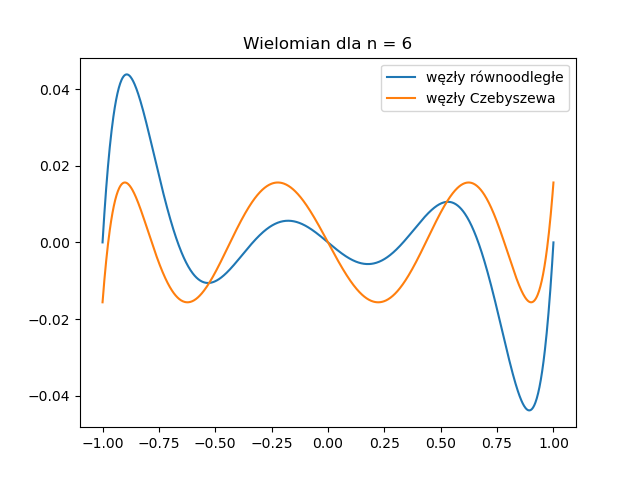 Wielomian dla n = 6
węzły równoodległe
węzły Czebyszewa
0.04
0.02
0.00
−0.02
−0.04
−1.00 −0.75 −0.50 −0.25 0.00 0.25 0.50 0.75 1.00